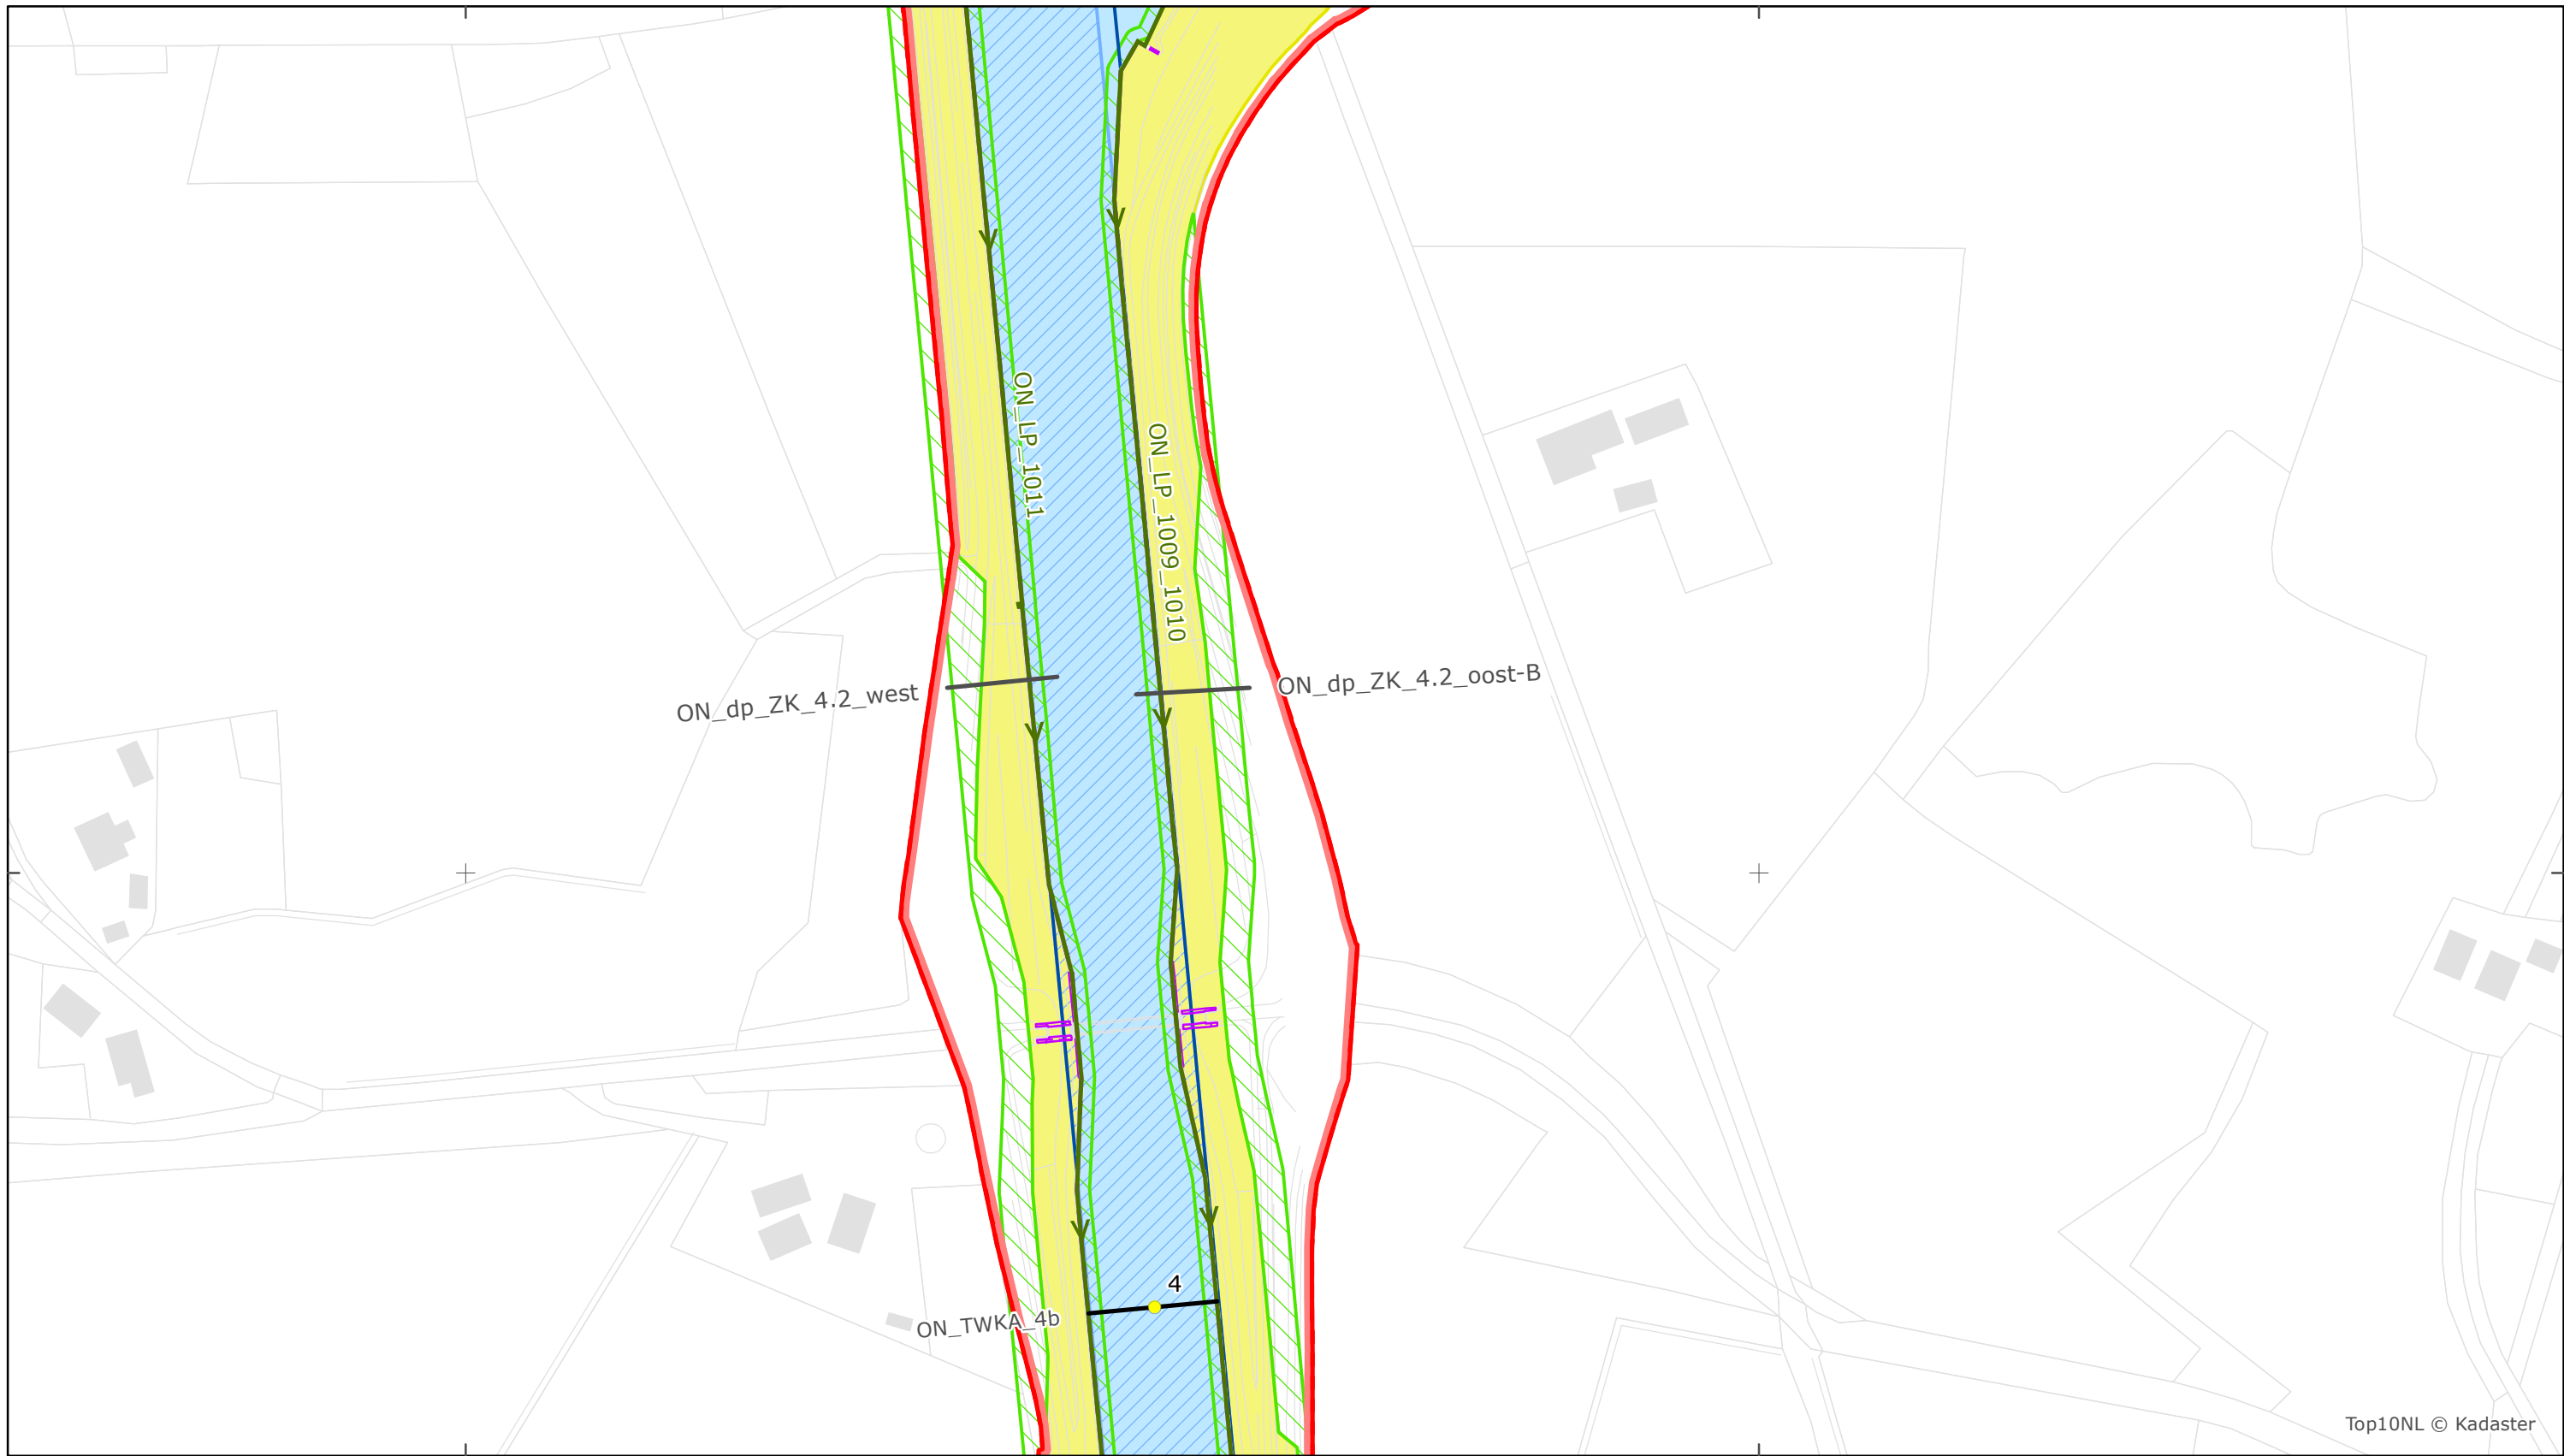 ON_LP_1011
ON_LP_1009_1010
ON_dp_ZK_4.2_west
ON_dp_ZK_4.2_oost-B
4
ON_TWKA_4b
Top10NL © Kadaster